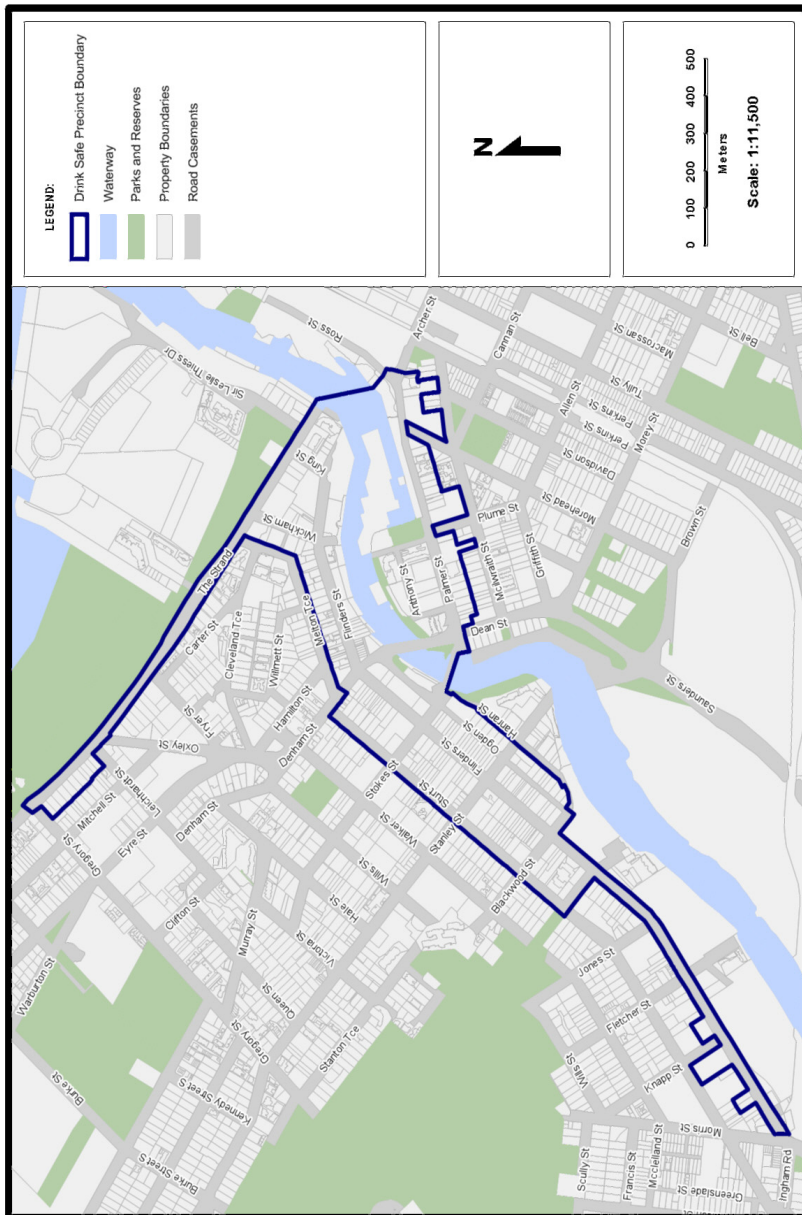 LEGEND:
Drink Safe Precinct Boundary
Waterway
Parks and Reserves
Property Boundaries
Road Casements
N
0 100 200 300 400 500
Meters
Scale: 1:11,500
Warburton St
Burke St
Burke Street S
Kennedy Street S
Gregory St
Gregory St
Mitchell St
Leichhardt St
Eyre St
Clifton St
Murray St
Queen St
Victoria St
Stanton Tce
Hale St
Wills St
Walker St
Denham St
Denham St
Oxley St
Fryer St
Carter St
The Strand
Cleveland Tce
Willmett St
Hamilton St
Melton Tce
Wickham St
King St
Flinders St
Sir Leslie Thiess Dr
Ross St
Archer St
Cannan St
Macrossan St
Bell St
Tully St
Perkins St
Perkins St
Allen St
Davidson St
Morey St
Morehead St
Plume St
Griffith St
McIlwraith St
Palmer St
Anthony St
Dean St
Brown St
Saunders St
Hanran St
Ogden St
Flinders St
Sturt St
Stokes St
Stanley St
Blackwood St
Jones St
Fletcher St
Wills St
Knapp St
Morris St
Ingham Rd
Scully St
Francis St
Mcclelland St
Greenslade St